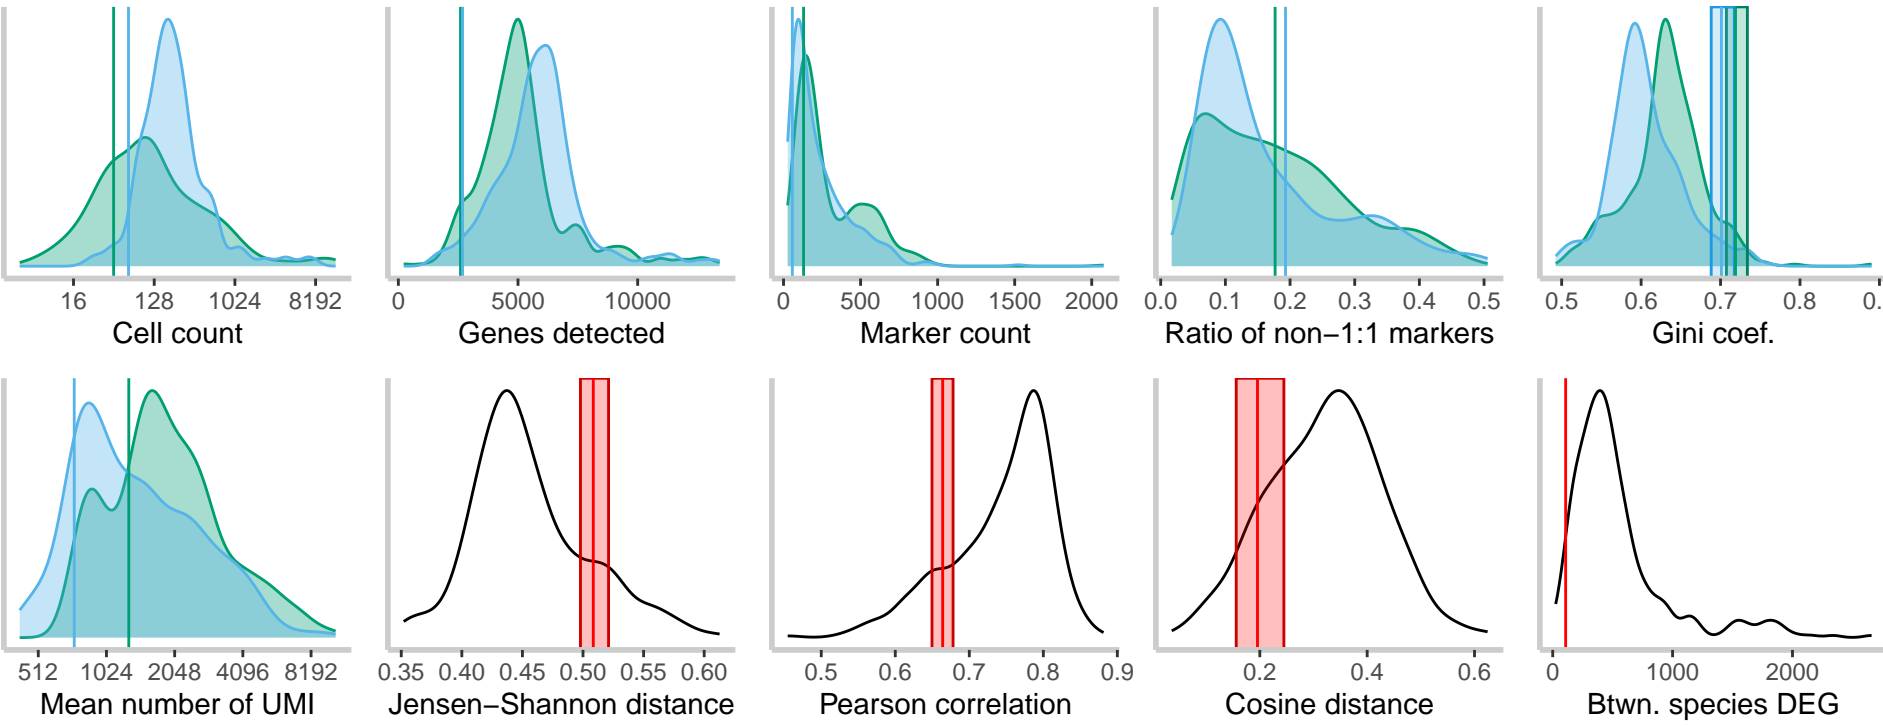 16 128 1024 8192
Cell count
0 5000 10000
Genes detected
0 500 1000 1500 2000
Marker count
0.0 0.1 0.2 0.3 0.4 0.5
Ratio of non−1:1 markers
0.5 0.6 0.7 0.8 0.
Gini coef.
512 1024 2048 4096 8192
Mean number of UMI
0.35 0.40 0.45 0.50 0.55 0.60
Jensen−Shannon distance
0.5 0.6 0.7 0.8 0.9
Pearson correlation
0.2 0.4 0.6
Cosine distance
0 1000 2000
Btwn. species DEG